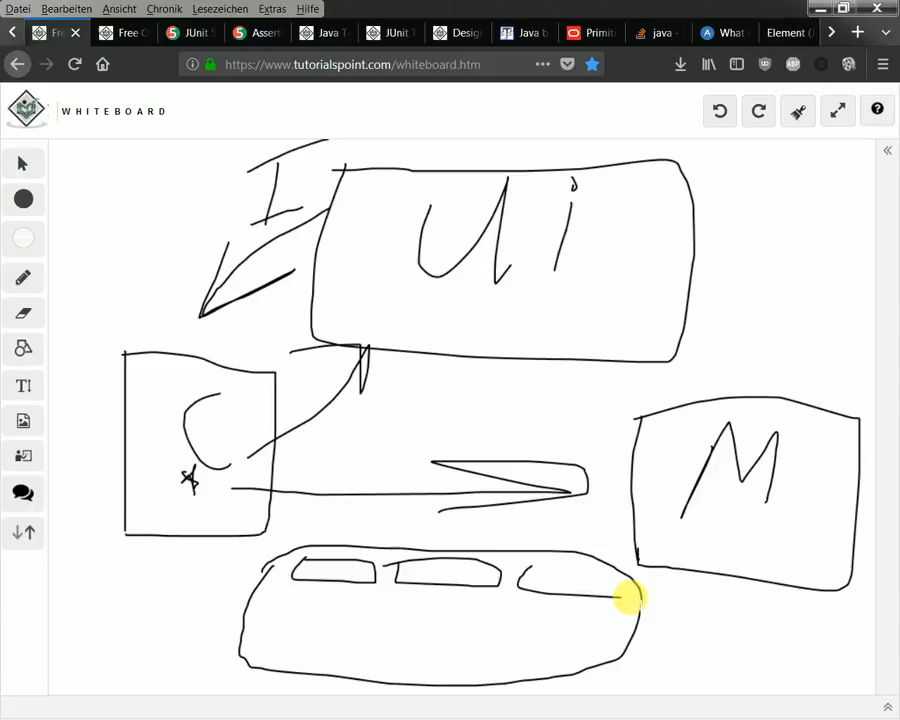 Datei Bearbeiten Ansicht Chronik Lesezeichen Extras Hilfe
Fre Free C JUnit 5 Assert Java T JUnit T Desig Java b Primit java - What Element (J
https://www.tutorialspoint.com/whiteboard.htm
WHITEBOARD
I
Ui
C
*
M
T!
ABP